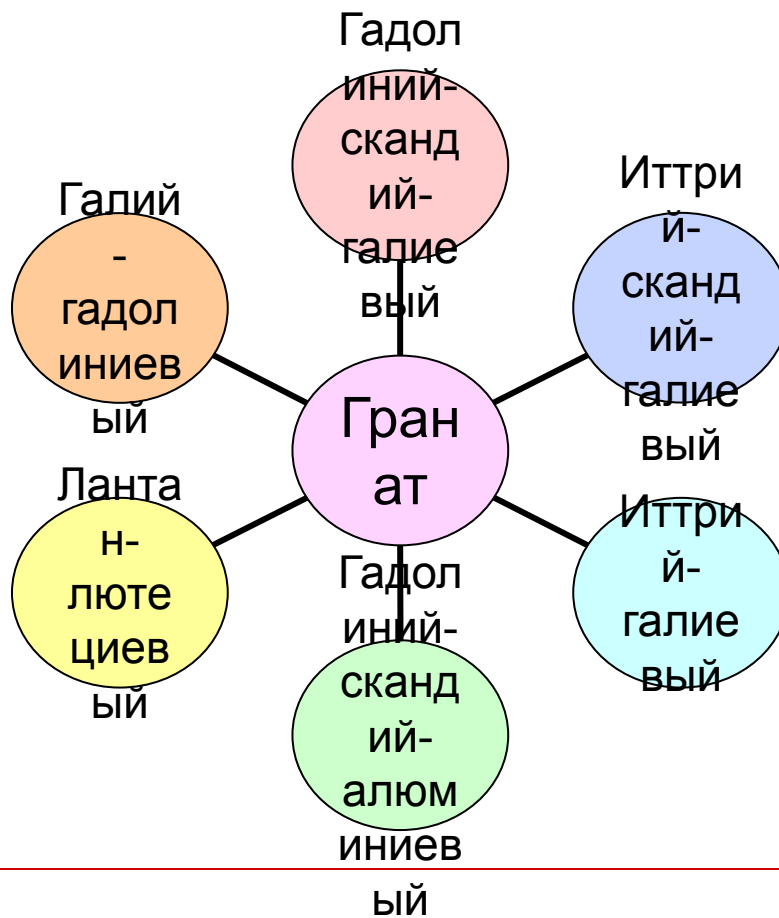 Гадол
иний-
сканд
ий-
галие
вый
Иттри
й-
сканд
ий-
галие
вый
Иттри
й-
галие
вый
Гадол
иний-
сканд
ий-
алюм
иниев
ый
Ланта
н-
люте
циев
ый
Галий
-
гадол
иниев
ый
Гран
ат